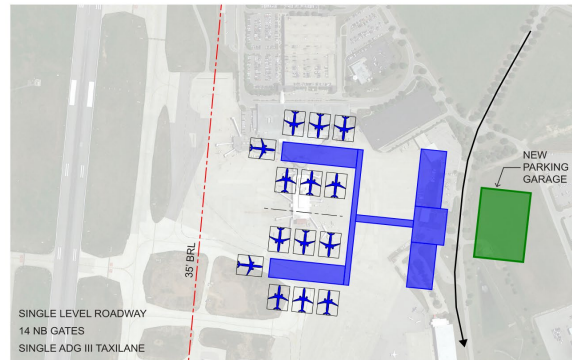 NEW
PARKING
GARAGE
35' BRL
SINGLE LEVEL ROADWAY
14 NB GATES
SINGLE ADG III TAXILANE